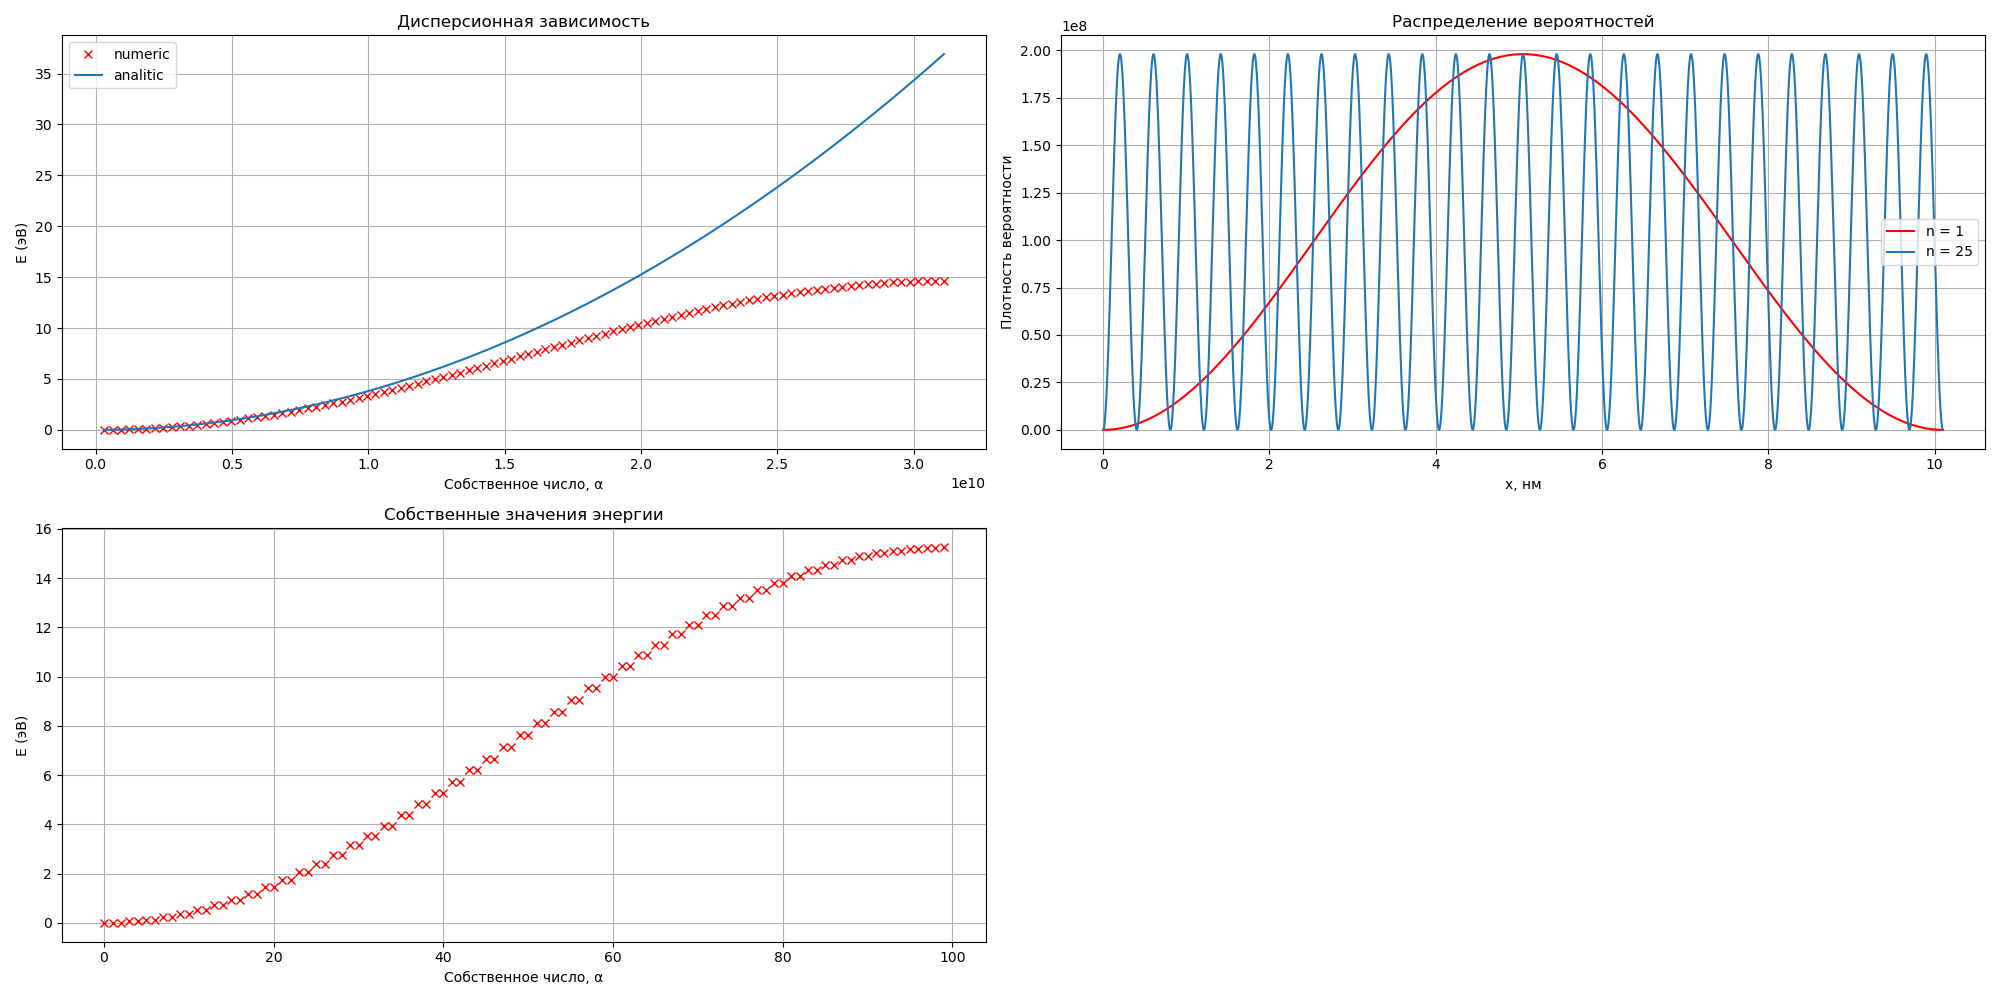 Дисперсионная зависимость
numeric
analitic
35
30
25
20
15
10
5
0
E (эВ)
0.0 0.5 1.0 1.5 2.0 2.5 3.0
1e10
Собственное число, α
Распределение вероятностей
1e8
2.00
1.75
1.50
1.25
1.00
0.75
0.50
0.25
0.00
Плотность вероятности
n = 1
n = 25
0 2 4 6 8 10
x, нм
Собственные значения энергии
16
14
12
10
8
6
4
2
0
E (эВ)
0 20 40 60 80 100
Собственное число, α